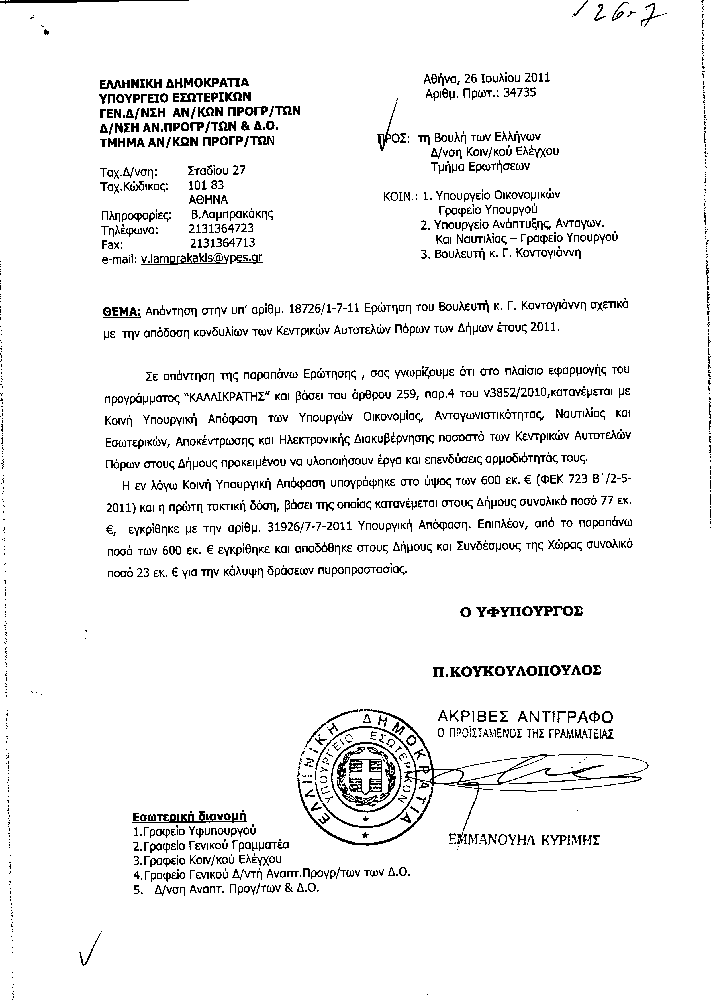 26-7
ΕΛΛΗΝΙΚΗ ΔΗΜΟΚΡΑΤΙΑ
ΥΠΟΥΡΓΕΙΟ ΕΣΩΤΕΡΙΚΩΝ
ΓΕΝ.Δ/ΝΣΗ ΑΝ/ΚΩΝ ΠΡΟΓΡ/ΤΩΝ
Δ/ΝΣΗ ΑΝ.ΠΡΟΓΡ/ΤΩΝ & Δ.Ο.
ΤΜΗΜΑ ΑΝ/ΚΩΝ ΠΡΟΓΡ/ΤΩΝ
Ταχ.Δ/νση: Σταδίου 27
Ταχ.Κώδικας: 101 83
ΑΘΗΝΑ
Πληροφορίες: Β.Λαμπρακάκης
Τηλέφωνο: 2131364723
Fax: 2131364713
e-mail: v.lamprakakis@ypes.gr
Αθήνα, 26 Ιουλίου 2011
Αριθμ. Πρωτ.: 34735
ΠΡΟΣ: τη Βουλή των Ελλήνων
Δ/νση Κοιν/κού Ελέγχου
Τμήμα Ερωτήσεων
ΚΟΙΝ.: 1. Υπουργείο Οικονομικών
Γραφείο Υπουργού
2. Υπουργείο Ανάπτυξης, Ανταγων.
Και Ναυτιλίας – Γραφείο Υπουργού
3. Βουλευτή κ. Γ. Κοντογιάννη
ΘΕΜΑ: Απάντηση στην υπ' αρίθμ. 18726/1-7-11 Ερώτηση του Βουλευτή κ. Γ. Κοντογιάννη σχετικά
με την απόδοση κονδυλίων των Κεντρικών Αυτοτελών Πόρων των Δήμων έτους 2011.
Σε απάντηση της παραπάνω Ερώτησης , σας γνωρίζουμε ότι στο πλαίσιο εφαρμογής του
προγράμματος "ΚΑΛΛΙΚΡΑΤΗΣ" και βάσει του άρθρου 259, παρ.4 του ν3852/2010,κατανέμεται με
Κοινή Υπουργική Απόφαση των Υπουργών Οικονομίας, Ανταγωνιστικότητας, Ναυτιλίας και
Εσωτερικών, Αποκέντρωσης και Ηλεκτρονικής Διακυβέρνησης ποσοστό των Κεντρικών Αυτοτελών
Πόρων στους Δήμους προκειμένου να υλοποιήσουν έργα και επενδύσεις αρμοδιότητάς τους.
Η εν λόγω Κοινή Υπουργική Απόφαση υπογράφηκε στο ύψος των 600 εκ. € (ΦΕΚ 723 Β΄/2-5-
2011) και η πρώτη τακτική δόση, βάσει της οποίας κατανέμεται στους Δήμους συνολικό ποσό 77 εκ.
€, εγκρίθηκε με την αρίθμ. 31926/7-7-2011 Υπουργική Απόφαση. Επιπλέον, από το παραπάνω
ποσό των 600 εκ. € εγκρίθηκε και αποδόθηκε στους Δήμους και Συνδέσμους της Χώρας συνολικό
ποσό 23 εκ. € για την κάλυψη δράσεων πυροπροστασίας.
Ο ΥΦΥΠΟΥΡΓΟΣ
Π.ΚΟΥΚΟΥΛΟΠΟΥΛΟΣ
ΑΚΡΙΒΕΣ ΑΝΤΙΓΡΑΦΟ
Ο ΠΡΟΪΣΤΑΜΕΝΟΣ ΤΗΣ ΓΡΑΜΜΑΤΕΙΑΣ
ΕΛΛΗΝΙΚΗ ΔΗΜΟΚΡΑΤΙΑ
ΥΠΟΥΡΓΕΙΟ ΕΣΩΤΕΡΙΚΩΝ
ΕΜΜΑΝΟΥΗΛ ΚΥΡΙΜΗΣ
Εσωτερική διανομή
1.Γραφείο Υφυπουργού
2.Γραφείο Γενικού Γραμματέα
3.Γραφείο Κοιν/κού Ελέγχου
4.Γραφείο Γενικού Δ/ντή Αναπτ.Προγρ/των των Δ.Ο.
5. Δ/νση Αναπτ. Προγ/των & Δ.Ο.